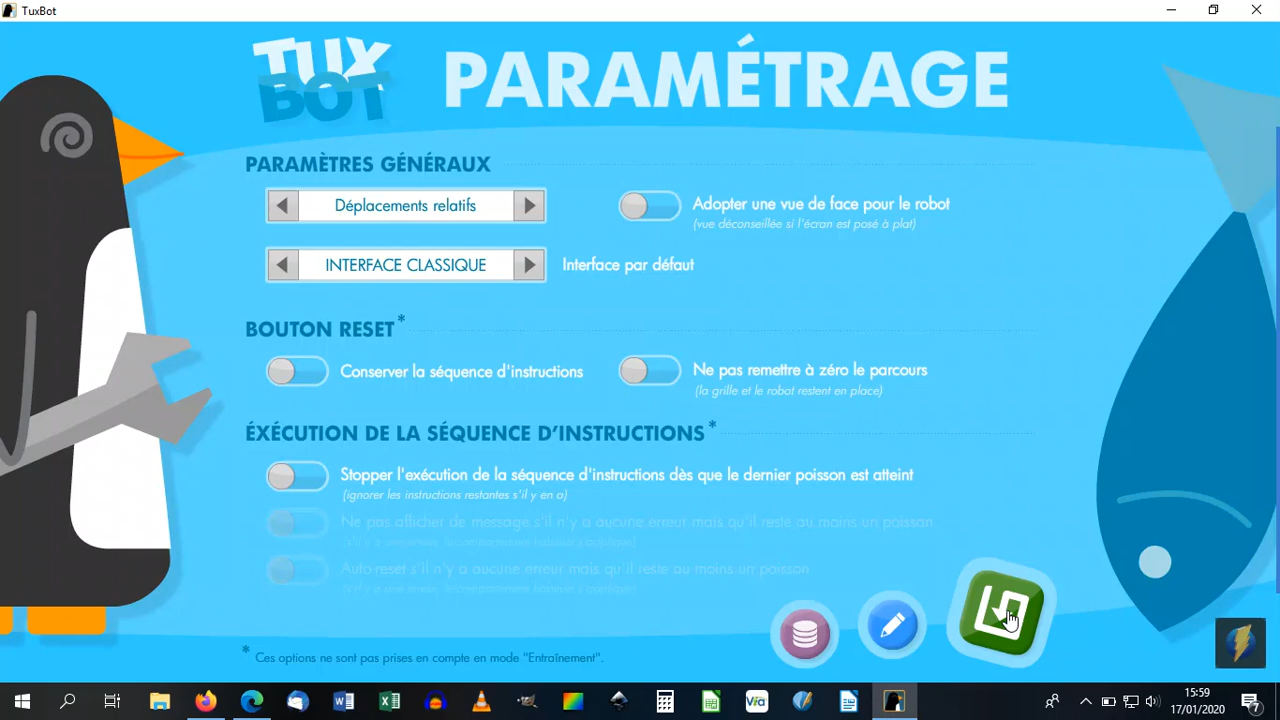 TuxBot
TUX
BOT
PARAMÉTRAGE
PARAMÈTRES GÉNÉRAUX
Déplacements relatifs
Adopter une vue de face pour le robot
(vue déconseillée si l'écran est posé à plat)
INTERFACE CLASSIQUE
Interface par défaut
BOUTON RESET*
Conserver la séquence d'instructions
Ne pas remettre à zéro le parcours
(la grille et le robot restent en place)
ÉXÉCUTION DE LA SÉQUENCE D'INSTRUCTIONS*
Stopper l'exécution de la séquence d'instructions dès que le dernier poisson est atteint
(ignorer les instructions restantes s'il y en a)
Ne pas afficher de message s'il n'y a aucune erreur mais qu'il reste au moins un poisson
Auto-reset s'il n'y a aucune erreur mais qu'il reste au moins un poisson
* Ces options ne sont pas prises en compte en mode "Entraînement".
Via
15:59
17/01/2020
7